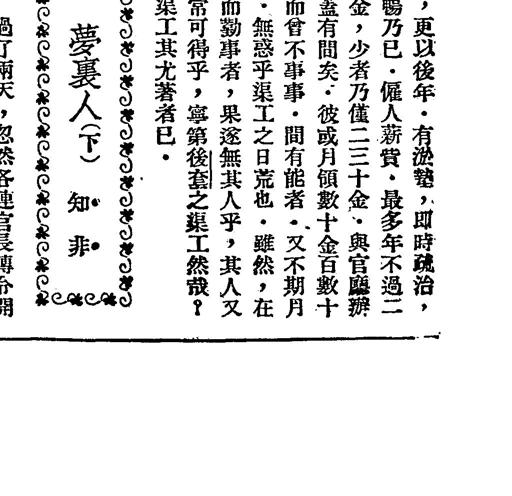 ，更以後年·有淤墊，即時疏治，
暢乃已·僱人薪貲·最多年不過二
金，少者乃僅二三十金·與官廳辦
蓋有間矣·彼或月領數十金百數十
而曾不事事·間有能者·又不期月
·無惑乎渠工之日荒也·雖然，在
而勤事者，果遂無其人乎，其人又
常可得乎，寧第後套之渠工然哉？
渠工其尤著者已·
夢裏人（下）　知非
過了兩天，忽然各連官長傳令開